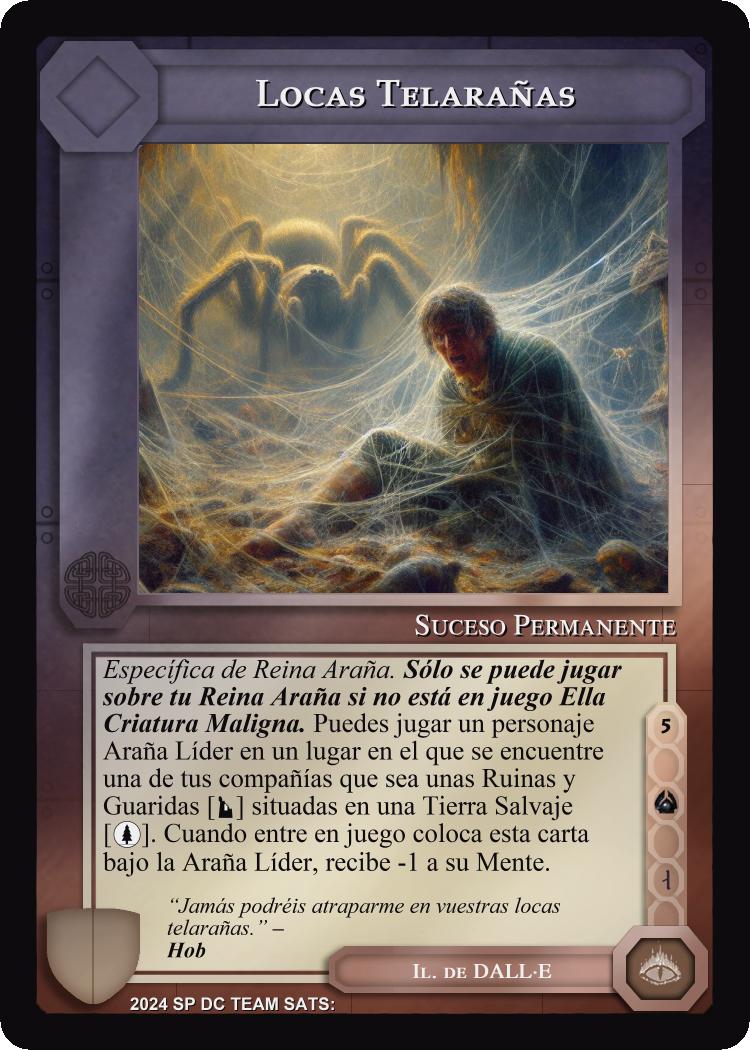 Locas Telarañas
Suceso Permanente
Específica de Reina Araña. Sólo se puede jugar
sobre tu Reina Araña si no está en juego Ella
Criatura Maligna. Puedes jugar un personaje
Araña Líder en un lugar en el que se encuentre
una de tus compañías que sea unas Ruinas y
Guaridas [ ] situadas en una Tierra Salvaje
[ ]. Cuando entre en juego coloca esta carta
bajo la Araña Líder, recibe -1 a su Mente.
5
“Jamás podréis atraparme en vuestras locas
telarañas.” –
Hob
Il. de DALL·E
2024 SP DC TEAM SATS: